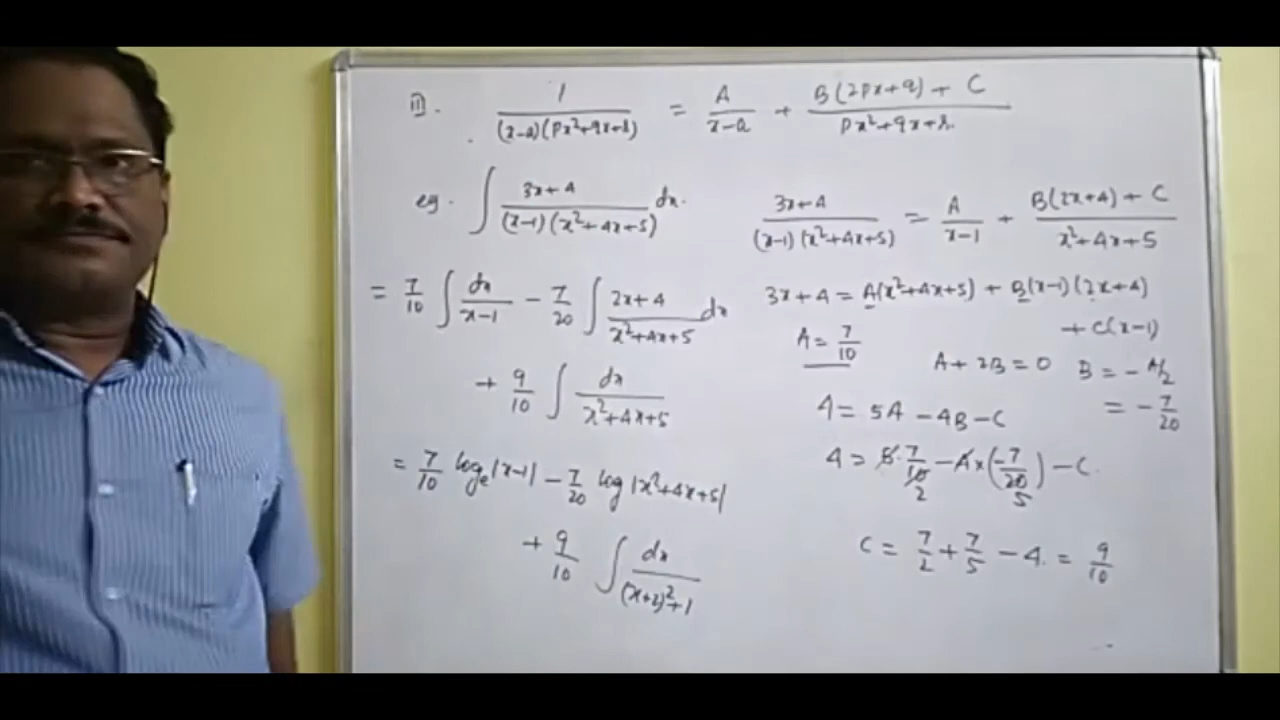 II. 1/((x-a)(px²+qx+r)) = A/(x-a) + (B(2px+q) + C)/(px²+qx+r)
eg. ∫ (3x+4)/((x-1)(x²+4x+5)) dx.
= 7/10 ∫ dx/(x-1) - 7/20 ∫ (2x+4)/(x²+4x+5) dx
+ 9/10 ∫ dx/(x²+4x+5)
= 7/10 logₑ|x-1| - 7/20 log|x²+4x+5|
+ 9/10 ∫ dx/((x+2)²+1)
(3x+4)/((x-1)(x²+4x+5)) = A/(x-1) + (B(2x+4) + C)/(x²+4x+5)
3x+4 = A(x²+4x+5) + B(x-1)(2x+4)
+ C(x-1)
A = 7/10 A + 2B = 0 B = -A/2
= -7/20
4 = 5A - 4B - C
4 = 5·7/10 2 - 4×(-7/20 5) - C.
C = 7/2 + 7/5 - 4. = 9/10